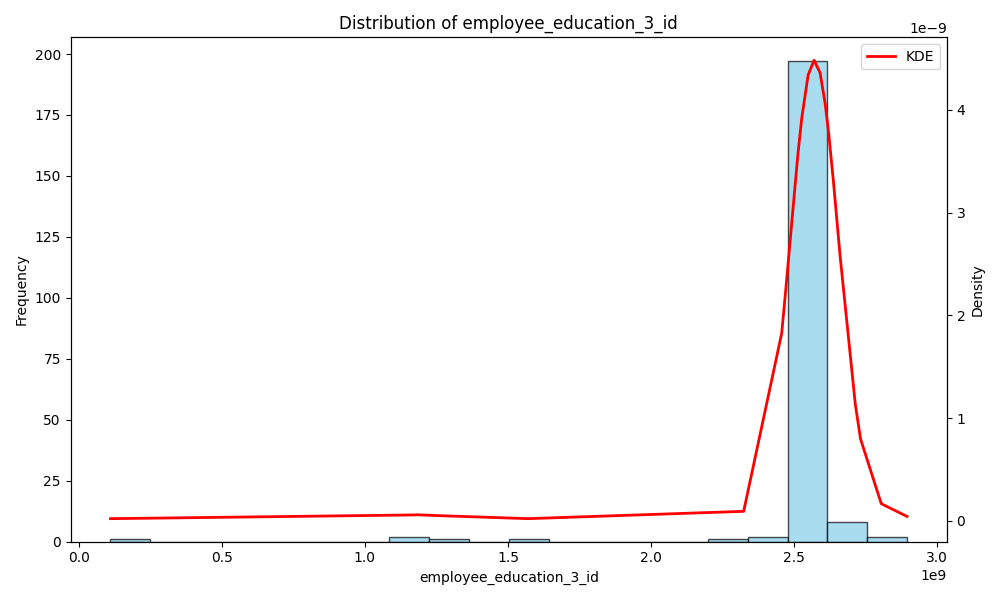 Distribution of employee_education_3_id
1e−9
KDE
200
175
150
125
100
75
50
25
0
Frequency
4
3
2
1
0
Density
0.0 0.5 1.0 1.5 2.0 2.5 3.0
1e9
employee_education_3_id